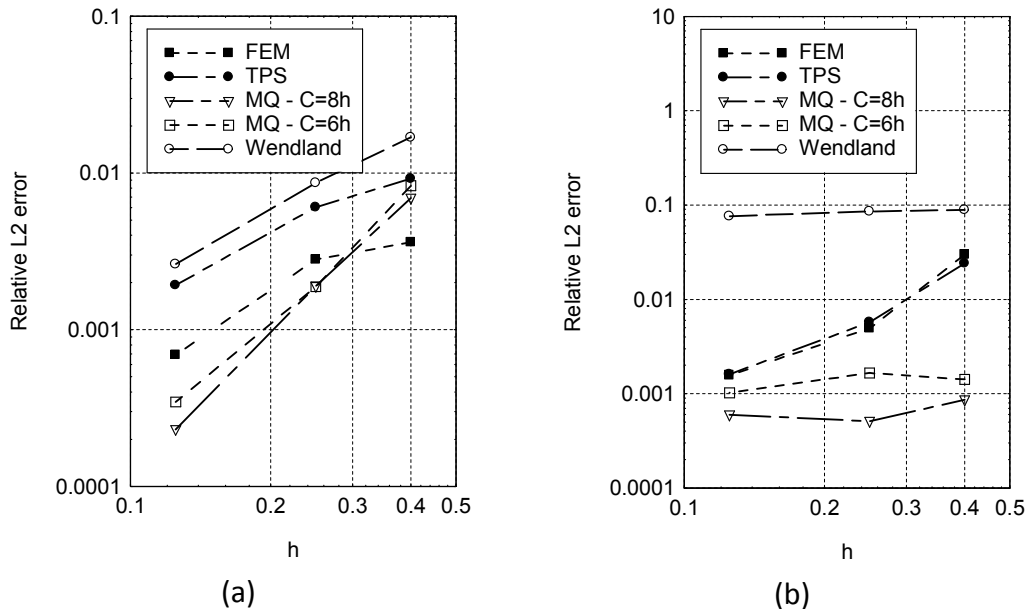 0.1
FEM
TPS
MQ - C=8h
MQ - C=6h
Wendland
0.01
0.001
0.0001
Relative L2 error
0.1
0.2
0.3
0.4
0.5
h
(a)
10
FEM
TPS
MQ - C=8h
MQ - C=6h
Wendland
1
0.1
0.01
0.001
0.0001
Relative L2 error
0.1
0.2
0.3
0.4
0.5
h
(b)